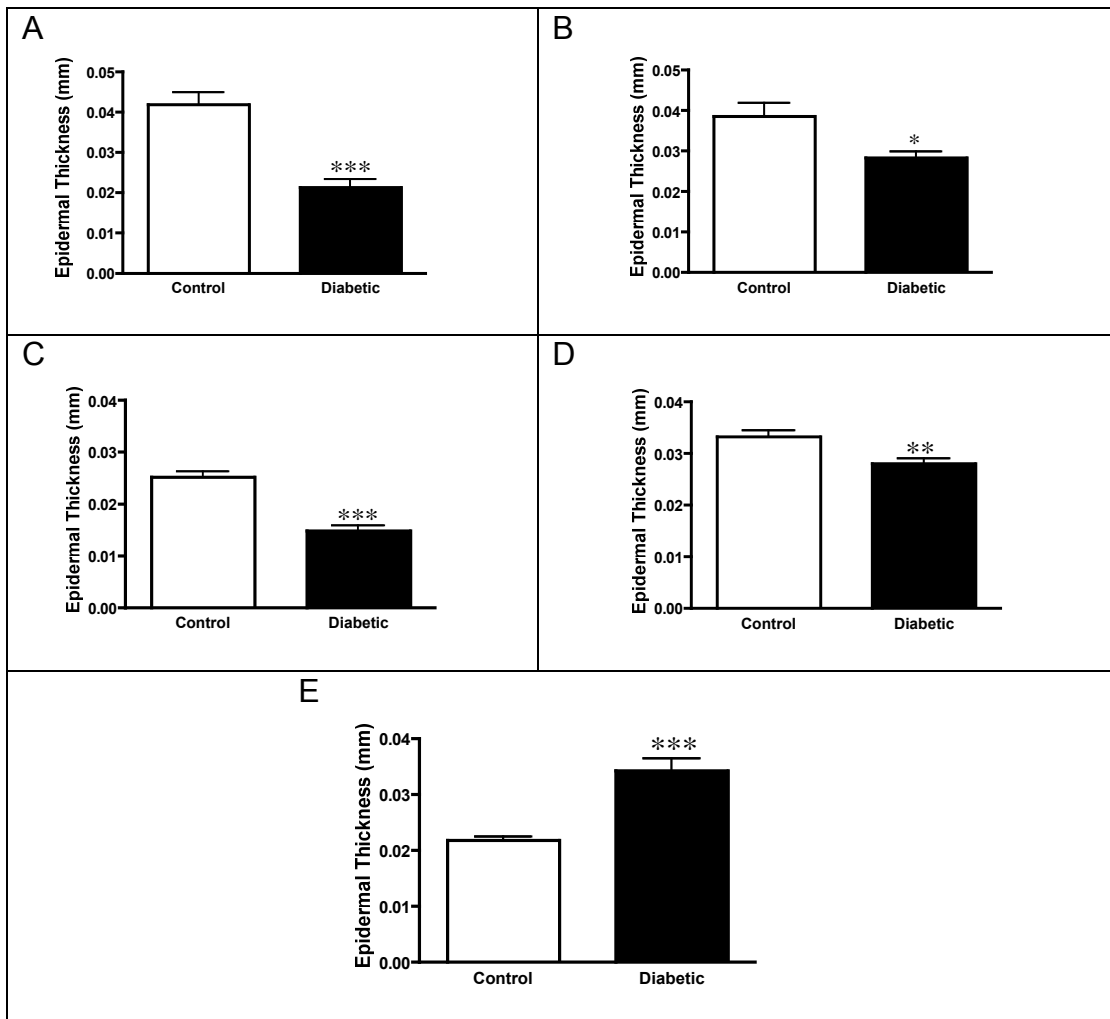 A
Epidermal Thickness (mm)
0.05
0.04
0.03
0.02
0.01
0.00
***
Control Diabetic
B
Epidermal Thickness (mm)
0.05
0.04
0.03
0.02
0.01
0.00
*
Control Diabetic
C
Epidermal Thickness (mm)
0.04
0.03
0.02
0.01
0.00
***
Control Diabetic
D
Epidermal Thickness (mm)
0.04
0.03
0.02
0.01
0.00
**
Control Diabetic
E
Epidermal Thickness (mm)
0.04
0.03
0.02
0.01
0.00
***
Control Diabetic